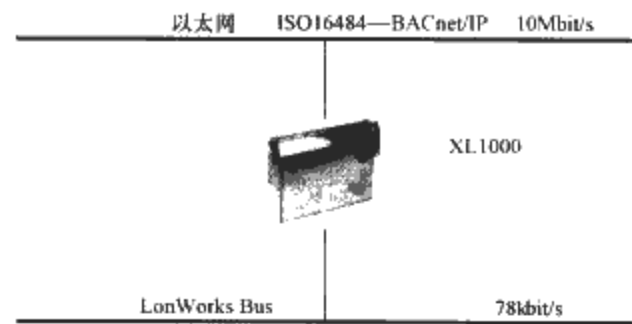 以太网 ISO16484—BACnet/IP 10Mbit/s
XL1000
LonWorks Bus 78kbit/s